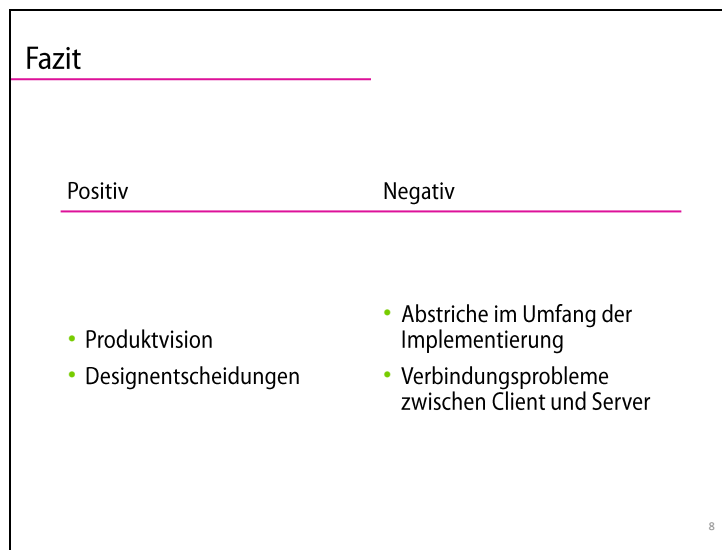 Fazit
Positiv
Negativ
• Produktvision
• Designentscheidungen
• Abstriche im Umfang der
Implementierung
• Verbindungsprobleme
zwischen Client und Server
8